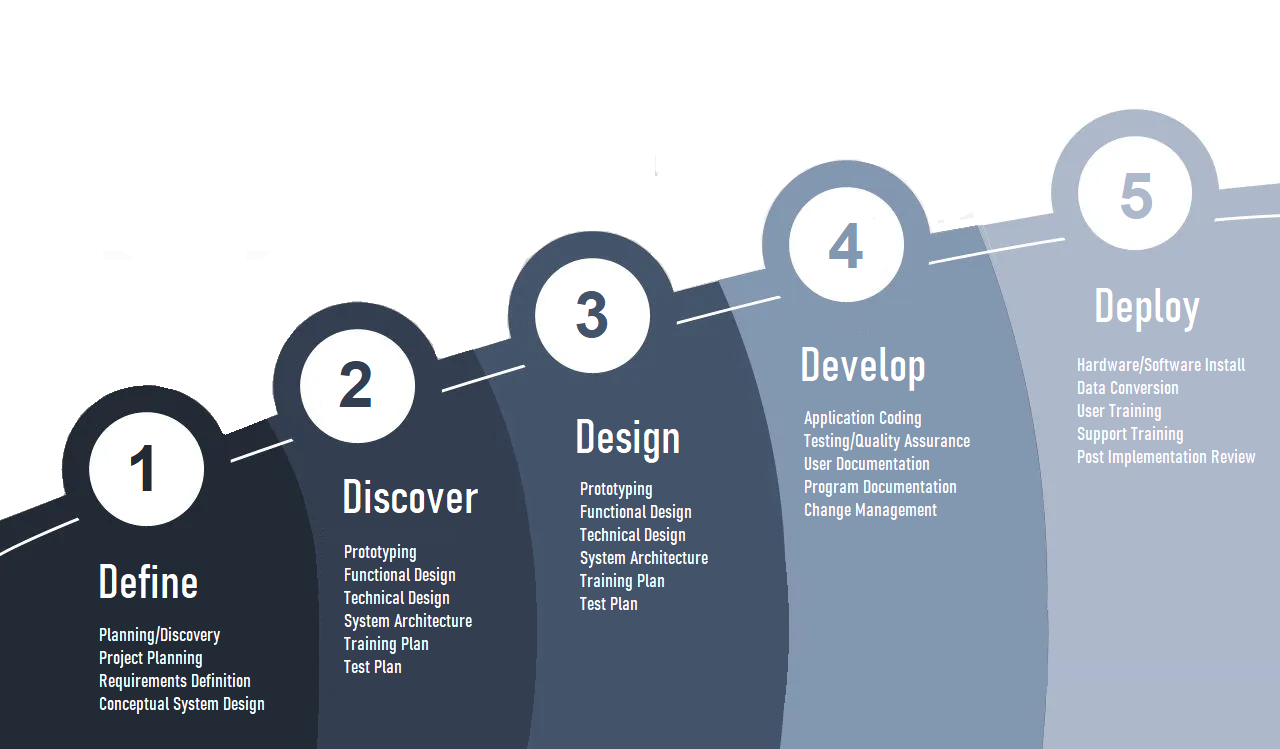 1
Define
Planning/Discovery
Project Planning
Requirements Definition
Conceptual System Design
2
Discover
Prototyping
Functional Design
Technical Design
System Architecture
Training Plan
Test Plan
3
Design
Prototyping
Functional Design
Technical Design
System Architecture
Training Plan
Test Plan
4
Develop
Application Coding
Testing/Quality Assurance
User Documentation
Program Documentation
Change Management
5
Deploy
Hardware/Software Install
Data Conversion
User Training
Support Training
Post Implementation Review